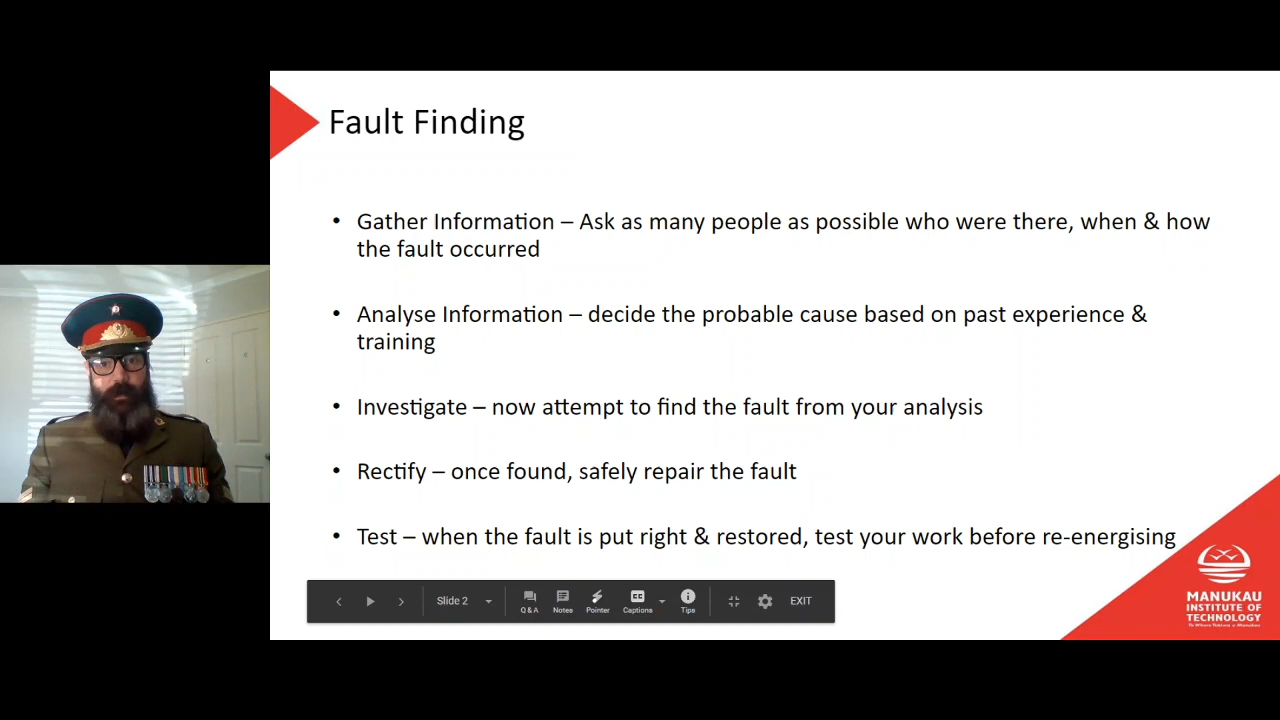 Fault Finding
• Gather Information – Ask as many people as possible who were there, when & how
the fault occurred
• Analyse Information – decide the probable cause based on past experience &
training
• Investigate – now attempt to find the fault from your analysis
• Rectify – once found, safely repair the fault
• Test – when the fault is put right & restored, test your work before re-energising
Slide 2
Q & A
Notes
Pointer
Captions
CC
Tips
EXIT
MANUKAU
INSTITUTE OF
TECHNOLOGY